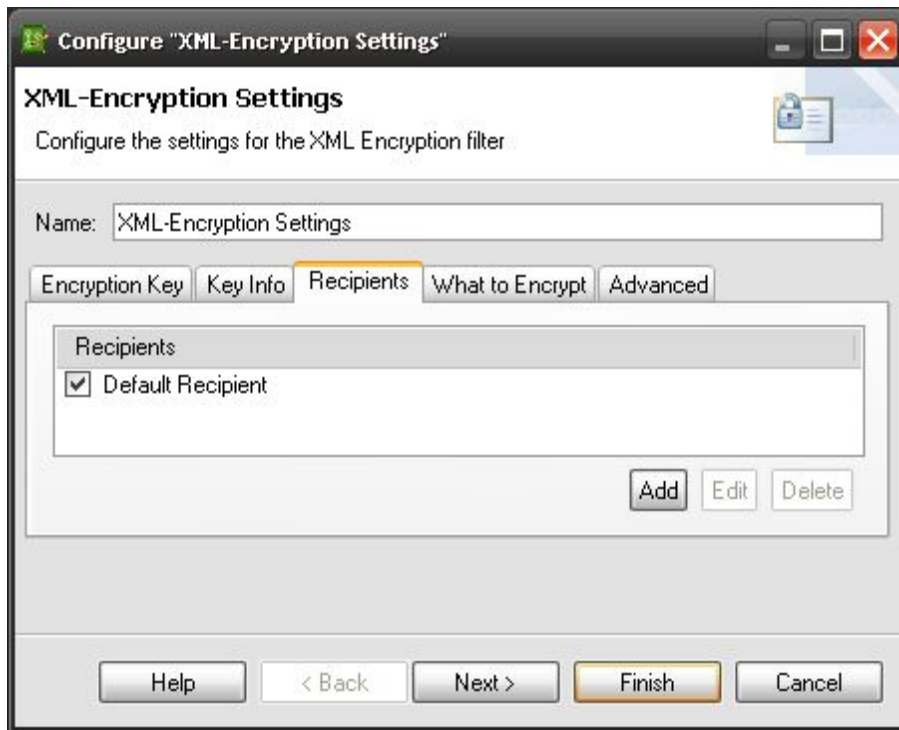 Configure "XML-Encryption Settings"
XML-Encryption Settings
Configure the settings for the XML Encryption filter
Name: XML-Encryption Settings
Encryption Key Key Info Recipients What to Encrypt Advanced
Recipients
Default Recipient
Add Edit Delete
Help < Back Next > Finish Cancel